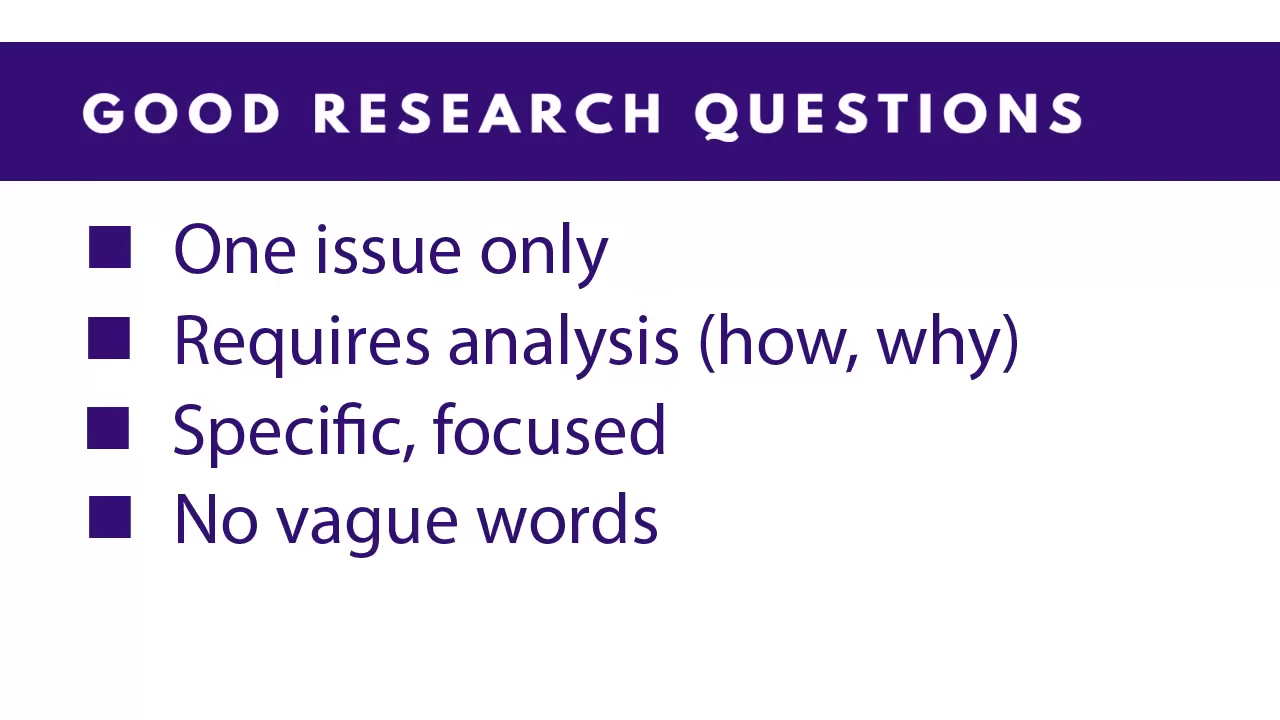 GOOD RESEARCH QUESTIONS
One issue only
Requires analysis (how, why)
Specific, focused
No vague words